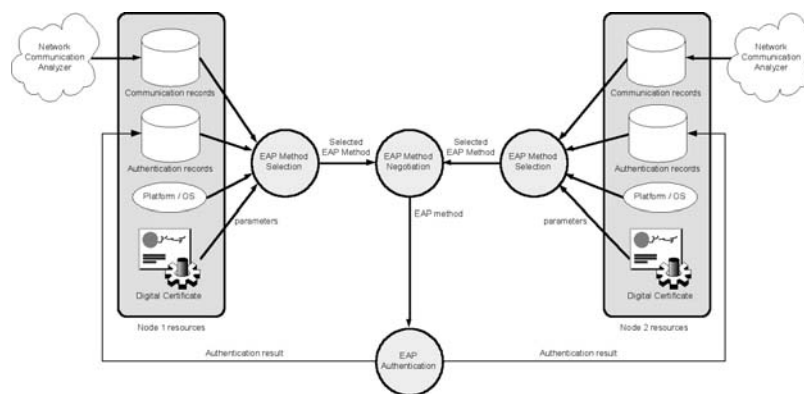 Network
Communication
Analyzer
Communication records
Authentication records
Platform / OS
Digital Certificate
Node 1 resources
parameters
EAP Method
Selection
Selected
EAP Method
EAP Method
Negotiation
EAP method
Selected
EAP Method
EAP Method
Selection
parameters
Network
Communication
Analyzer
Communication records
Authentication records
Platform / OS
Digital Certificate
Node 2 resources
Authentication result
EAP
Authentication
Authentication result